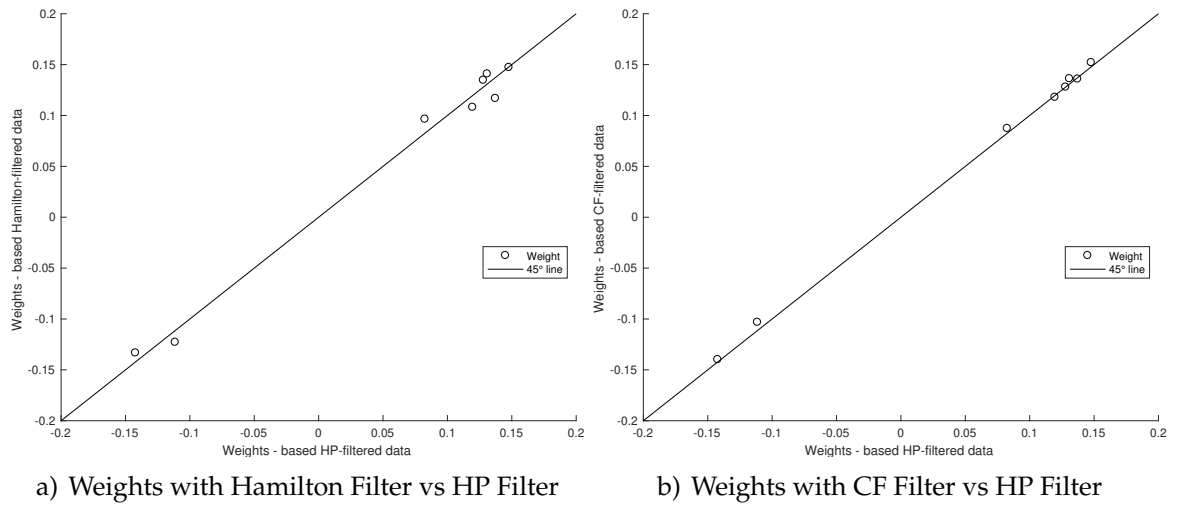 0.2
0.15
0.1
0.05
0
-0.05
-0.1
-0.15
-0.2
Weights - based Hamilton-filtered data
Weight
45° line
-0.2 -0.15 -0.1 -0.05 0 0.05 0.1 0.15 0.2
Weights - based HP-filtered data
a) Weights with Hamilton Filter vs HP Filter
0.2
0.15
0.1
0.05
0
-0.05
-0.1
-0.15
-0.2
Weights - based CF-filtered data
Weight
45° line
-0.2 -0.15 -0.1 -0.05 0 0.05 0.1 0.15 0.2
Weights - based HP-filtered data
b) Weights with CF Filter vs HP Filter